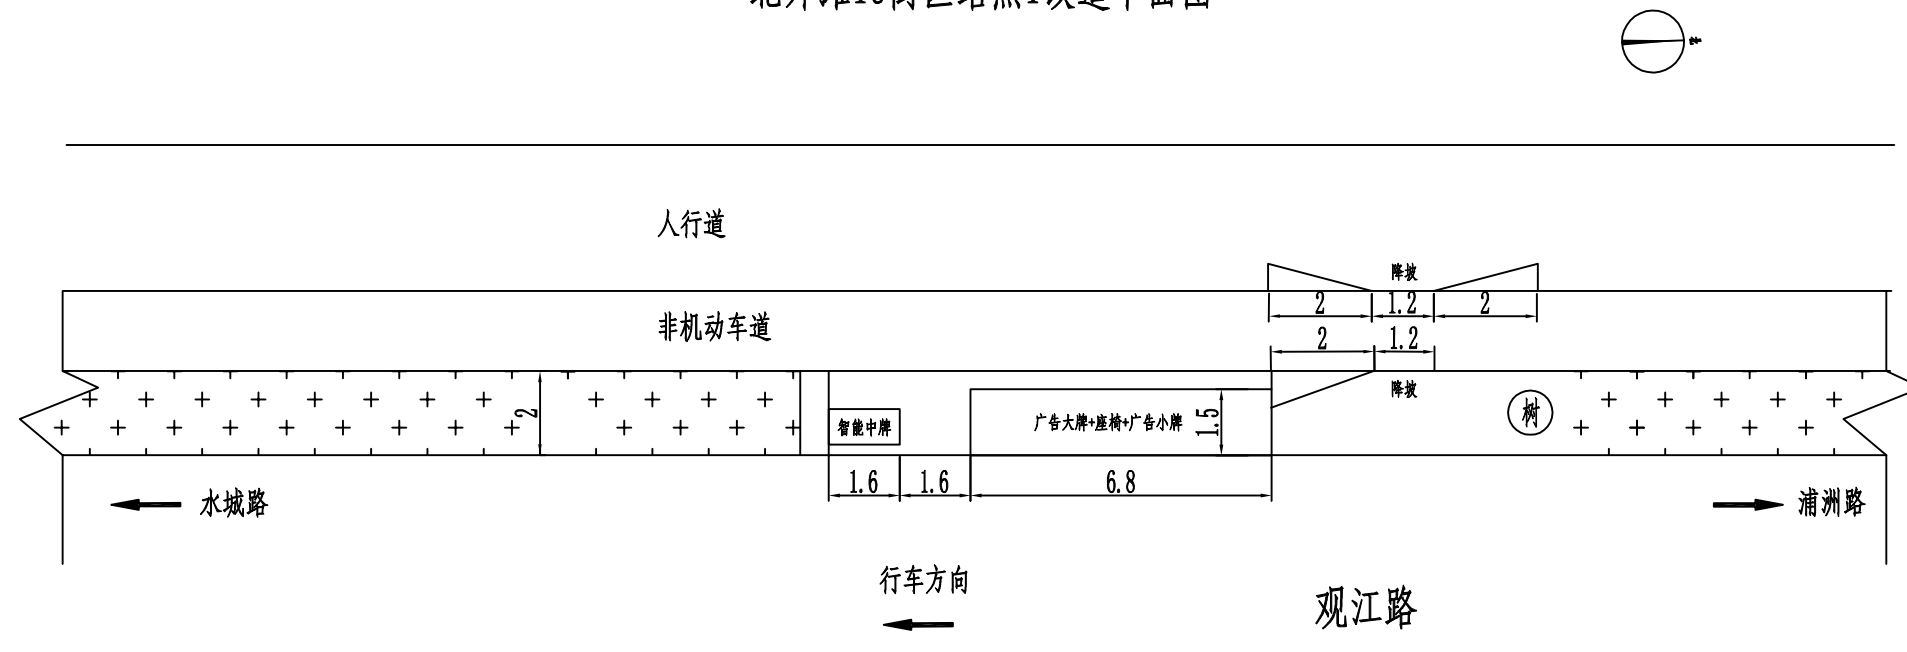 人行道
降坡
2
1.2
2
非机动车道
2
1.2
降坡
2
智能中牌
广告大牌+座椅+广告小牌
1.5
树
1.6
1.6
6.8
水城路
浦洲路
行车方向
观江路